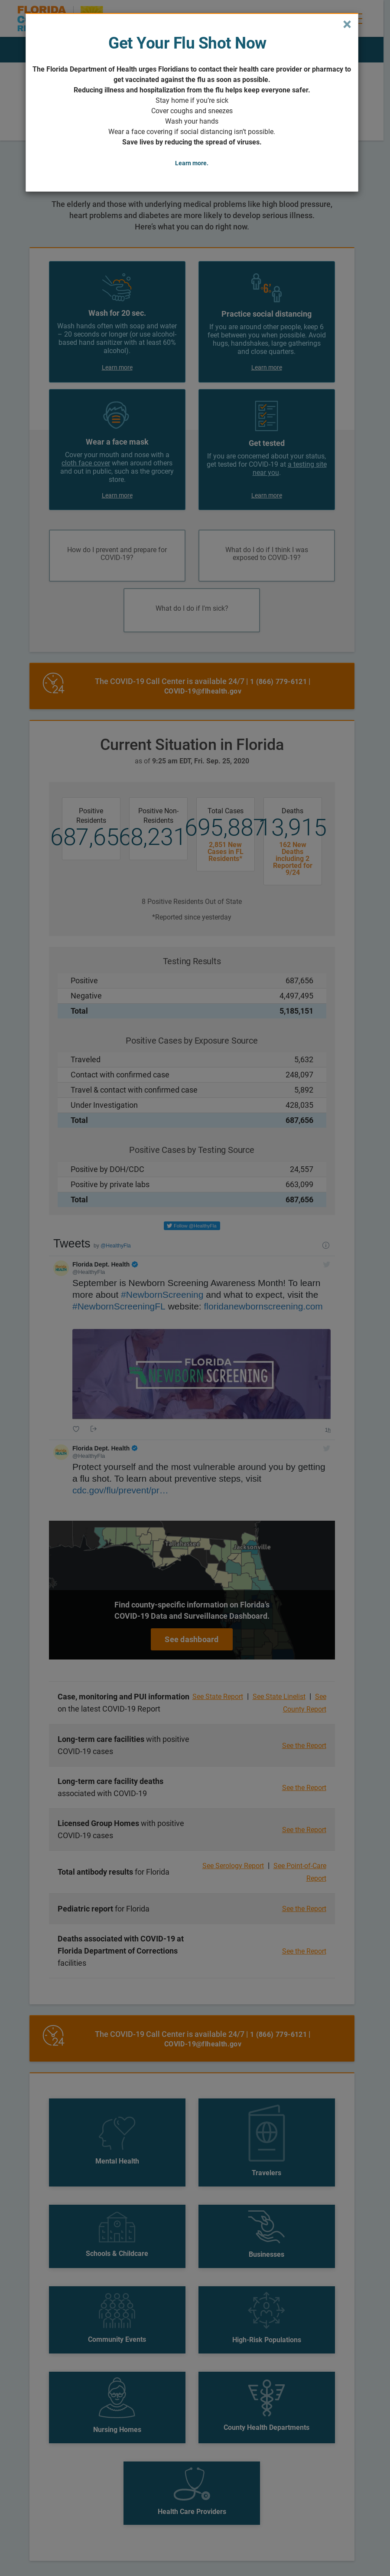 FLORIDA
×
Get Your Flu Shot Now
The Florida Department of Health urges Floridians to contact their health care provider or pharmacy to
get vaccinated against the flu as soon as possible.
Reducing illness and hospitalization from the flu helps keep everyone safer.
Stay home if you're sick
Cover coughs and sneezes
Wash your hands
Wear a face covering if social distancing isn't possible.
Save lives by reducing the spread of viruses.
Learn more.
The elderly and those with underlying medical problems like high blood pressure,
heart problems and diabetes are more likely to develop serious illness.
Here's what you can do right now.
Wash for 20 sec.
Wash hands often with soap and water
– 20 seconds or longer (or use alcohol-
based hand sanitizer with at least 60%
alcohol).
Learn more
6'
Practice social distancing
If you are around other people, keep 6
feet between you when possible. Avoid
hugs, handshakes, large gatherings
and close quarters.
Learn more
Wear a face mask
Cover your mouth and nose with a
cloth face cover when around others
and out in public, such as the grocery
store.
Learn more
Get tested
If you are concerned about your status,
get tested for COVID-19 at a testing site
near you
Learn more
How do I prevent and prepare for
COVID-19?
What do I do if I think I was
exposed to COVID-19?
What do I do if I'm sick?
24
The COVID-19 Call Center is available 24/7 | 1 (866) 779-6121 |
COVID-19@flhealth.gov
Current Situation in Florida
as of 9:25 am EDT, Fri. Sep. 25, 2020
Positive
Residents
687,656
Positive Non-
Residents
8,231
Total Cases
695,887
2,851 New
Cases in FL
Residents*
Deaths
13,915
162 New
Deaths
including 2
Reported for
9/24
8 Positive Residents Out of State
*Reported since yesterday
Testing Results
Positive 687,656
Negative 4,497,495
Total 5,185,151
Positive Cases by Exposure Source
Traveled 5,632
Contact with confirmed case 248,097
Travel & contact with confirmed case 5,892
Under Investigation 428,035
Total 687,656
Positive Cases by Testing Source
Positive by DOH/CDC 24,557
Positive by private labs 663,099
Total 687,656
Follow @HealthyFla
Tweets by @HealthyFla
Florida Dept. Health
@HealthyFla
September is Newborn Screening Awareness Month! To learn
more about #NewbornScreening and what to expect, visit the
#NewbornScreeningFL website: floridanewbornscreening.com
FLORIDA
NEWBORN SCREENING
1h
Florida Dept. Health
@HealthyFla
Protect yourself and the most vulnerable around you by getting
a flu shot. To learn about preventive steps, visit
cdc.gov/flu/prevent/pr…
Tallahassee
Jacksonville
Find county-specific information on Florida's
COVID-19 Data and Surveillance Dashboard.
See dashboard
Case, monitoring and PUI information
on the latest COVID-19 Report
See State Report | See State Linelist | See
County Report
Long-term care facilities with positive
COVID-19 cases
See the Report
Long-term care facility deaths
associated with COVID-19
See the Report
Licensed Group Homes with positive
COVID-19 cases
See the Report
Total antibody results for Florida
See Serology Report | See Point of Care
Report
Pediatric report for Florida
See the Report
Deaths associated with COVID-19 at
Florida Department of Corrections
facilities
See the Report
24
The COVID-19 Call Center is available 24/7 | 1 (866) 779-6121 |
COVID-19@flhealth.gov
Mental Health
Travelers
Schools & Childcare
Businesses
Community Events
High-Risk Populations
Nursing Homes
County Health Departments
Health Care Providers